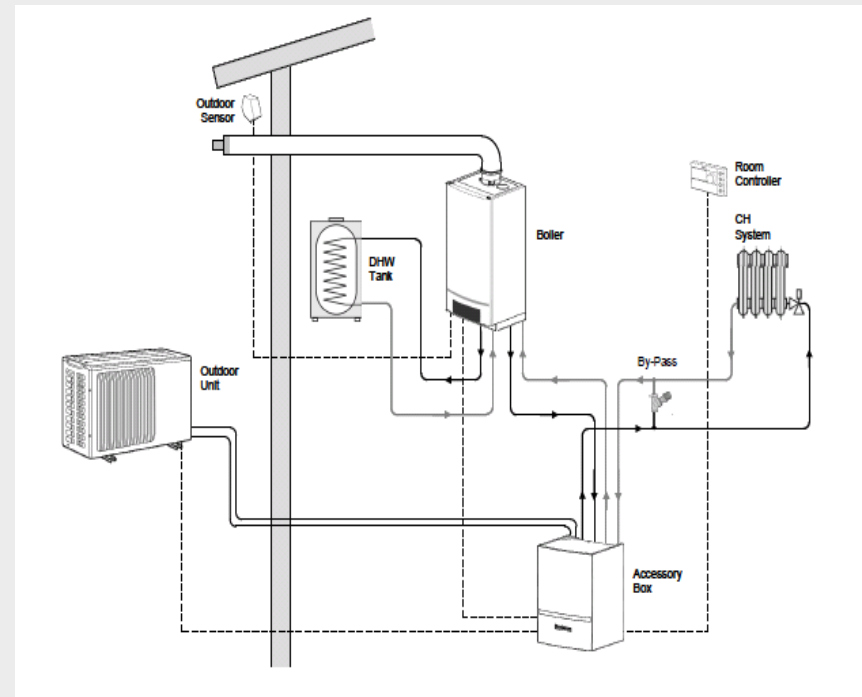 Outdoor
Sensor
Room
Controller
Boiler
CH
System
DHW
Tank
By-Pass
Outdoor
Unit
Accessory
Box